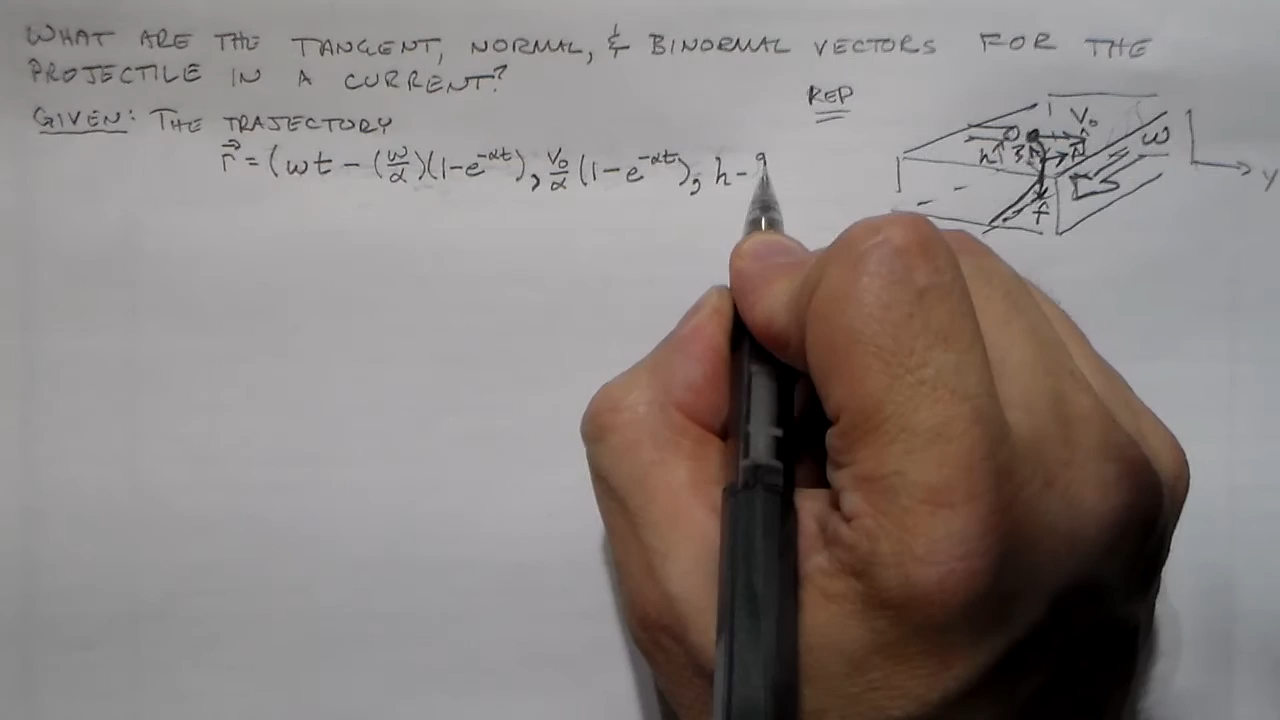 WHAT ARE THE TANGENT, NORMAL, & BINORMAL VECTORS FOR THE
PROJECTILE IN A CURRENT?
GIVEN: THE TRAJECTORY
r⃗ = (wt - (w/α)(1-e^-αt), v₀/α (1-e^-αt), h - g
REP
V₀
w
h
y